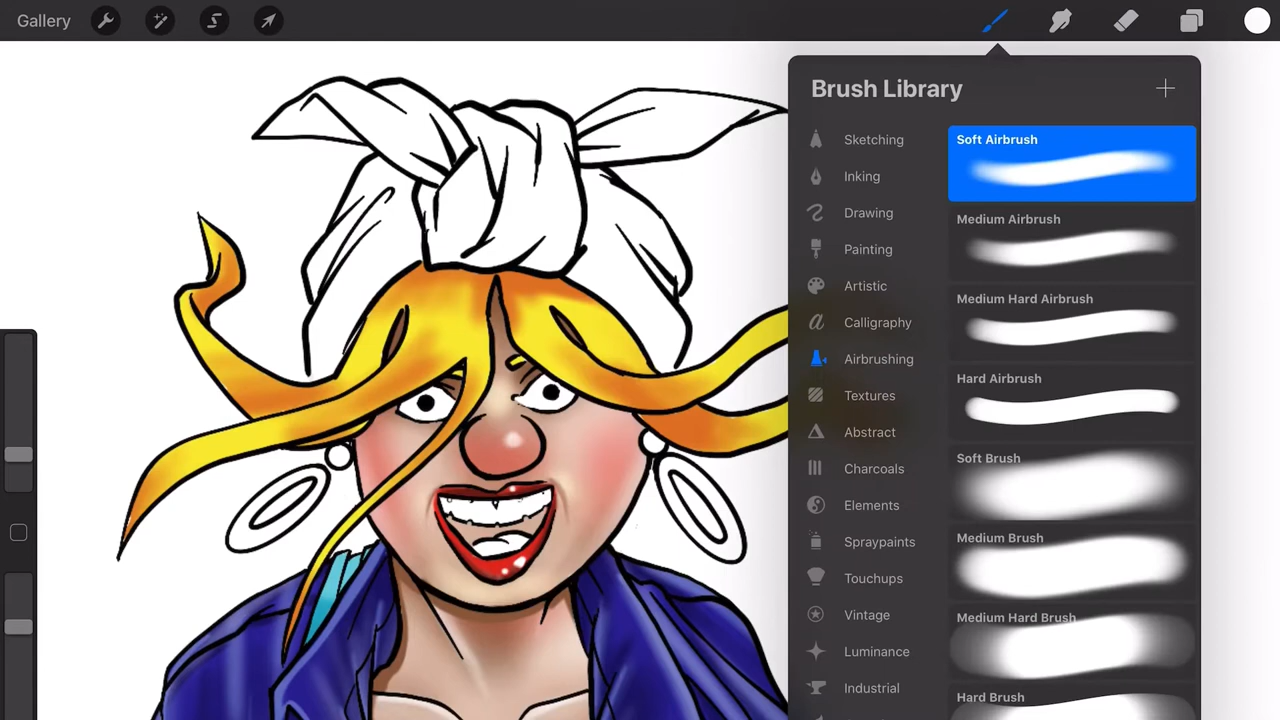 Gallery
Brush Library
Sketching
Inking
Drawing
Painting
Artistic
Calligraphy
Airbrushing
Textures
Abstract
Charcoals
Elements
Spraypaints
Touchups
Vintage
Luminance
Industrial
Soft Airbrush
Medium Airbrush
Medium Hard Airbrush
Hard Airbrush
Soft Brush
Medium Brush
Medium Hard Brush
Hard Brush